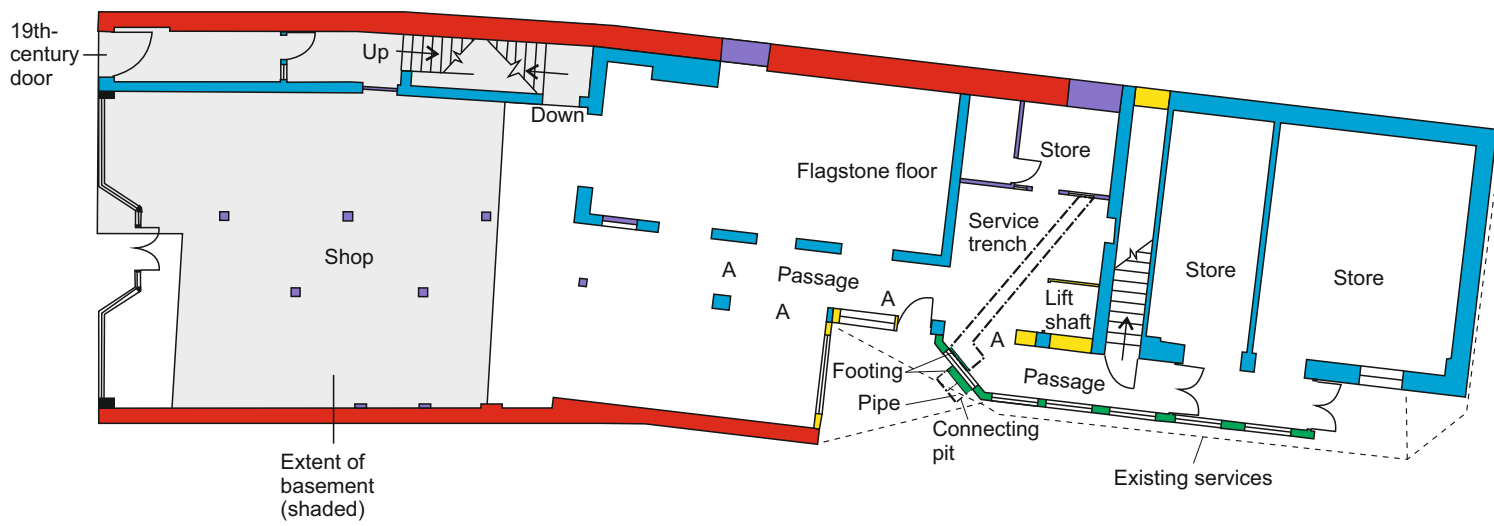 19th-
century
door
Up
Down
Flagstone floor
Store
Service
trench
Shop
A
Passage
A
A
A
Lift
shaft
Store
Store
Footing
Passage
Pipe
Connecting
pit
Existing services
Extent of
basement
(shaded)